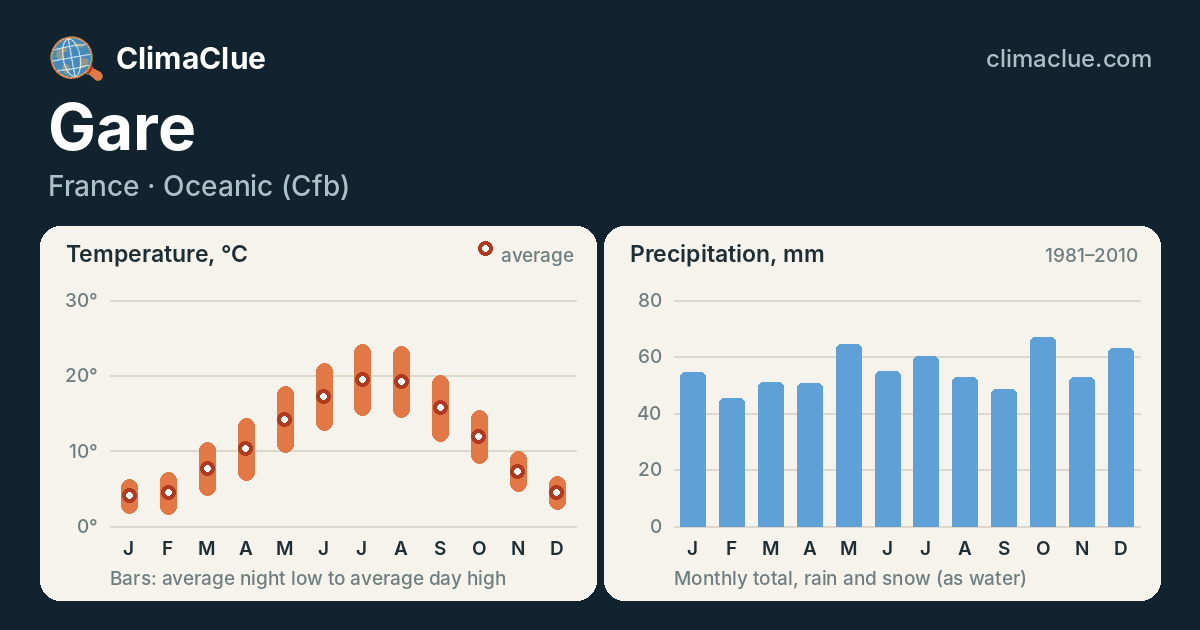 ClimaClue
climaclue.com
Gare
France · Oceanic (Cfb)
Temperature, °C
average
30°
20°
10°
0°
J F M A M J J A S O N D
Bars: average night low to average day high
Precipitation, mm
1981–2010
80
60
40
20
0
J F M A M J J A S O N D
Monthly total, rain and snow (as water)